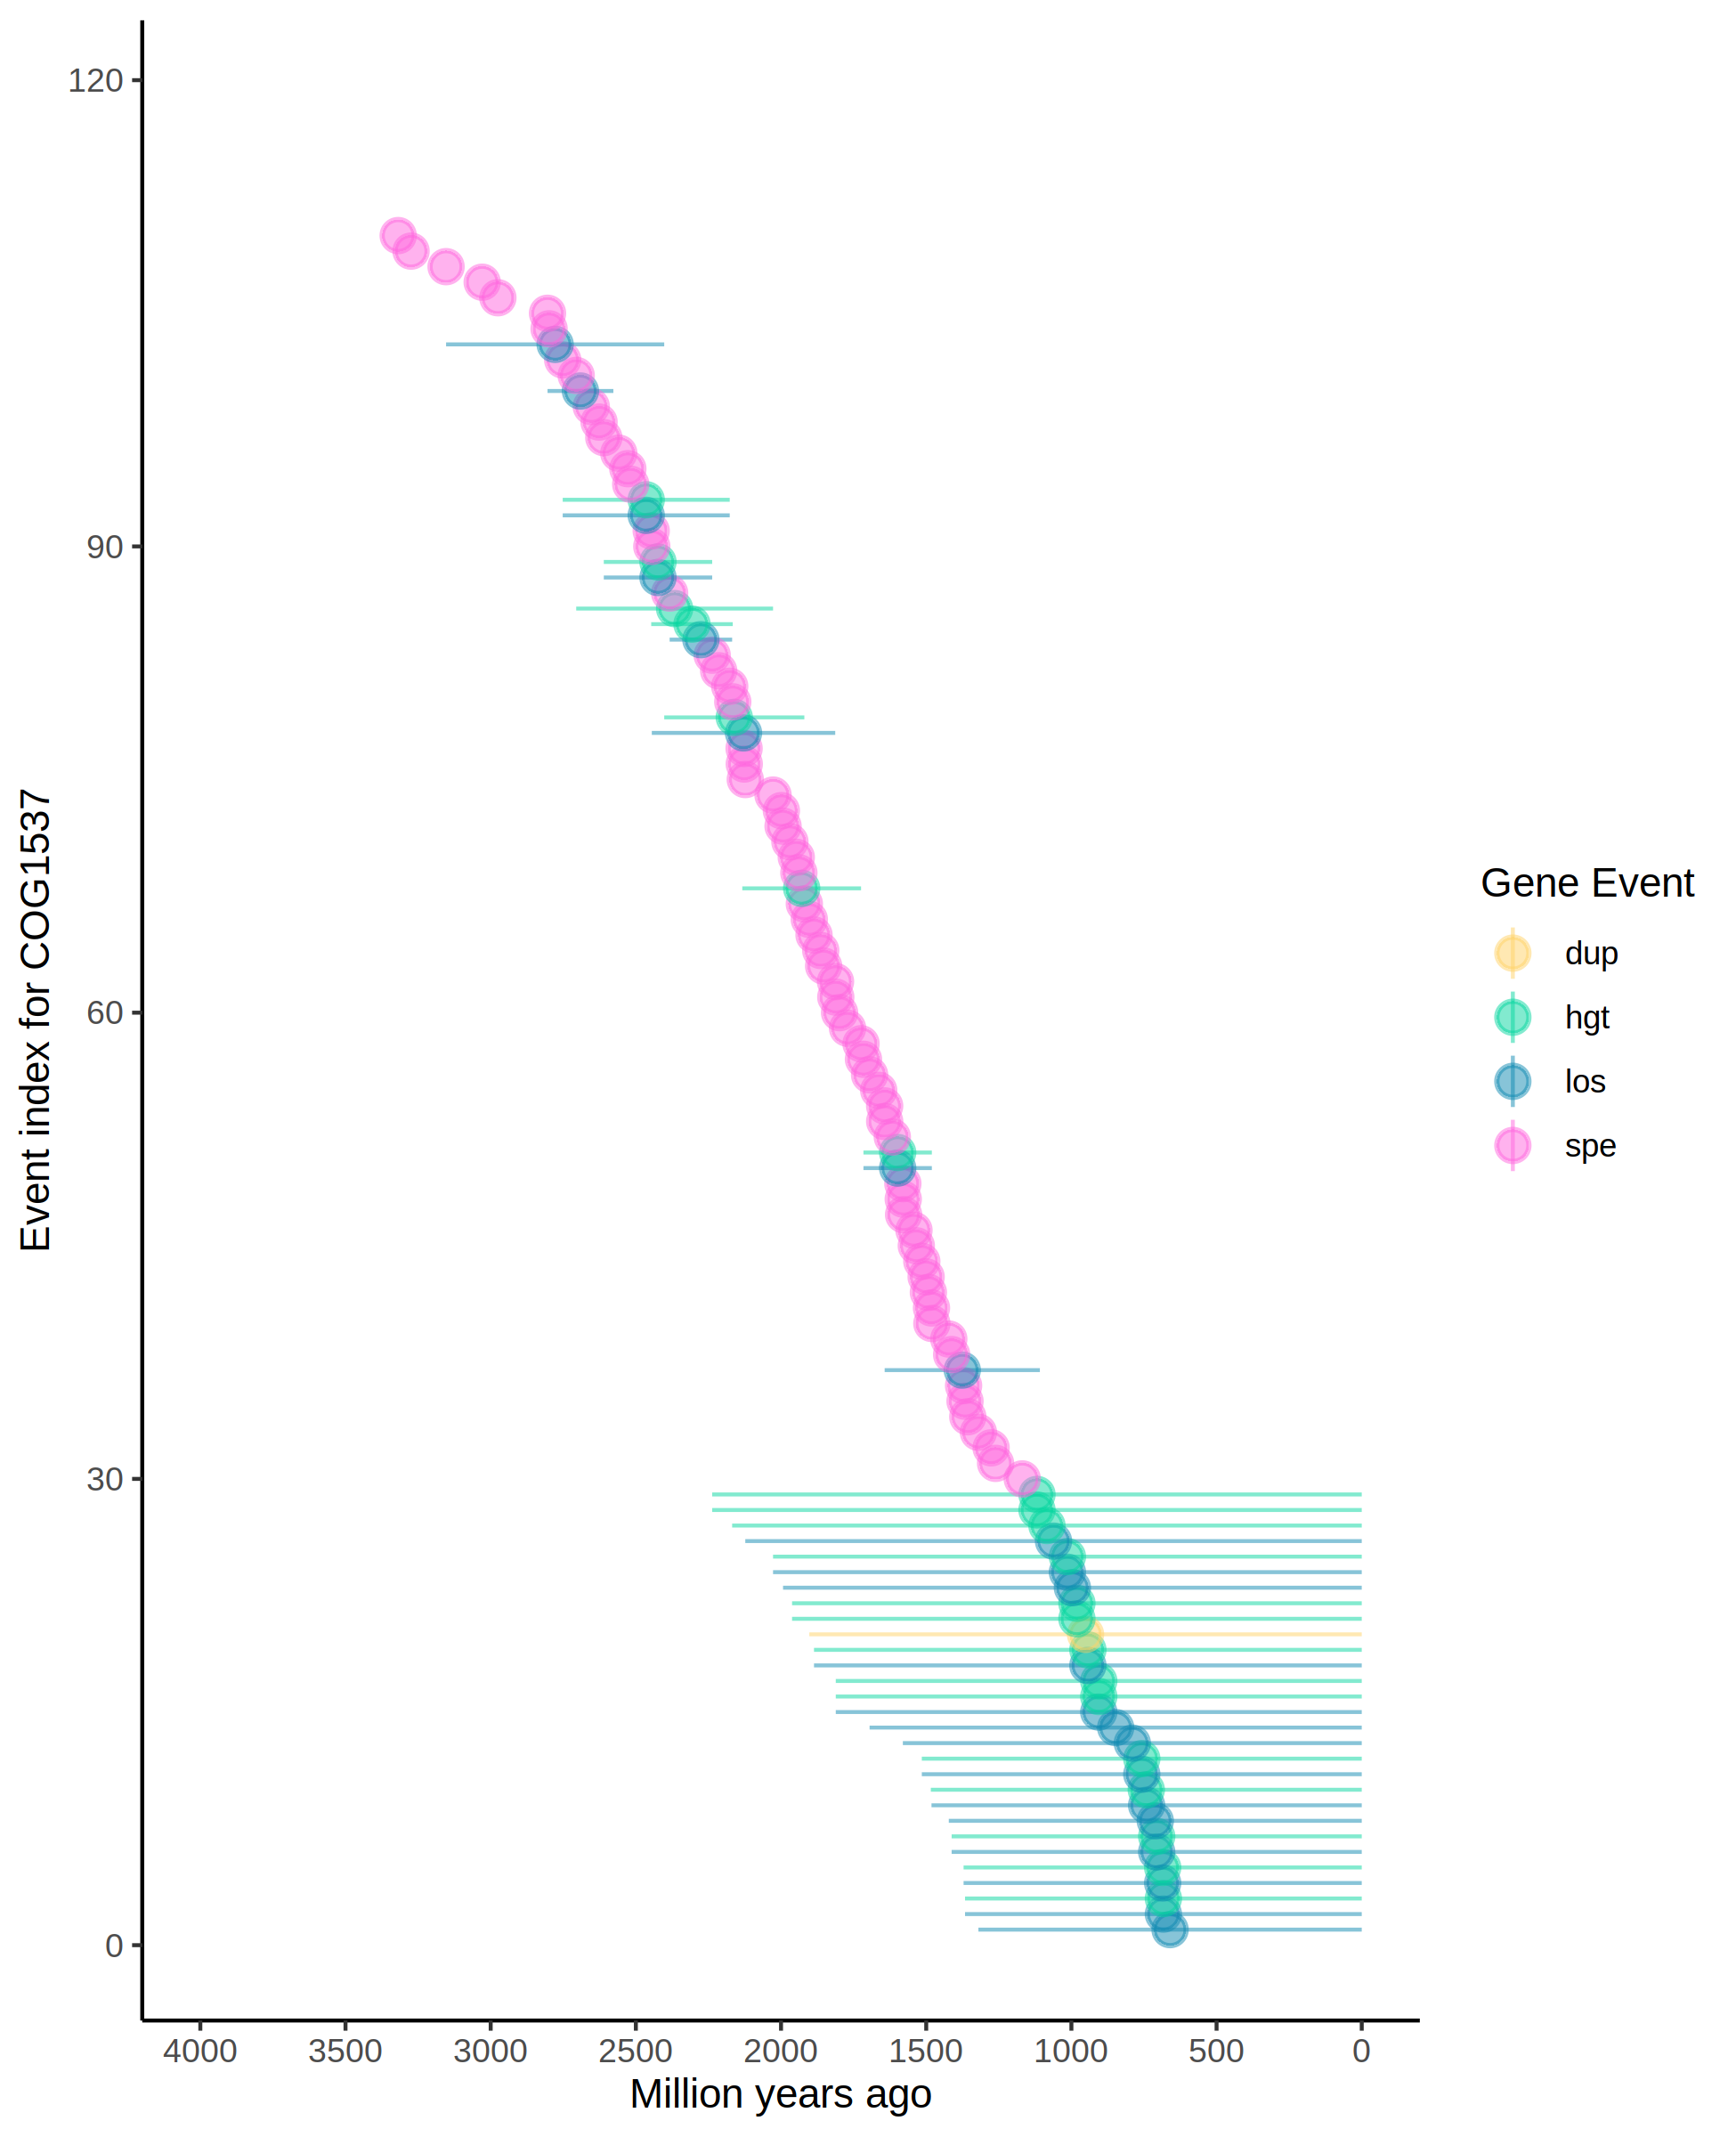 120
90
60
30
0
Event index for COG1537
4000 3500 3000 2500 2000 1500 1000 500 0
Million years ago
Gene Event
dup
hgt
los
spe